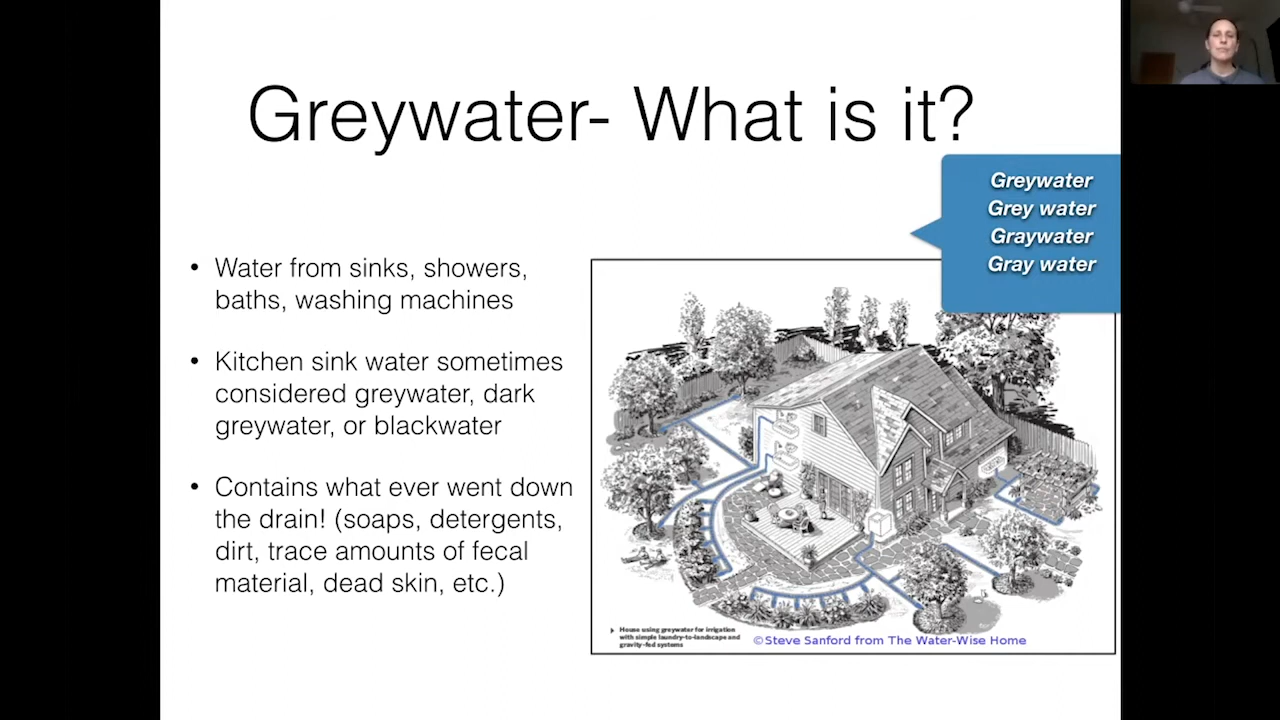 Greywater- What is it?
Greywater
Grey water
Graywater
Gray water
• Water from sinks, showers,
baths, washing machines
• Kitchen sink water sometimes
considered greywater, dark
greywater, or blackwater
• Contains what ever went down
the drain! (soaps, detergents,
dirt, trace amounts of fecal
material, dead skin, etc.)
House using greywater for irrigation
with simple laundry-to-landscape and
gravity-fed systems
©Steve Sanford from The Water-Wise Home